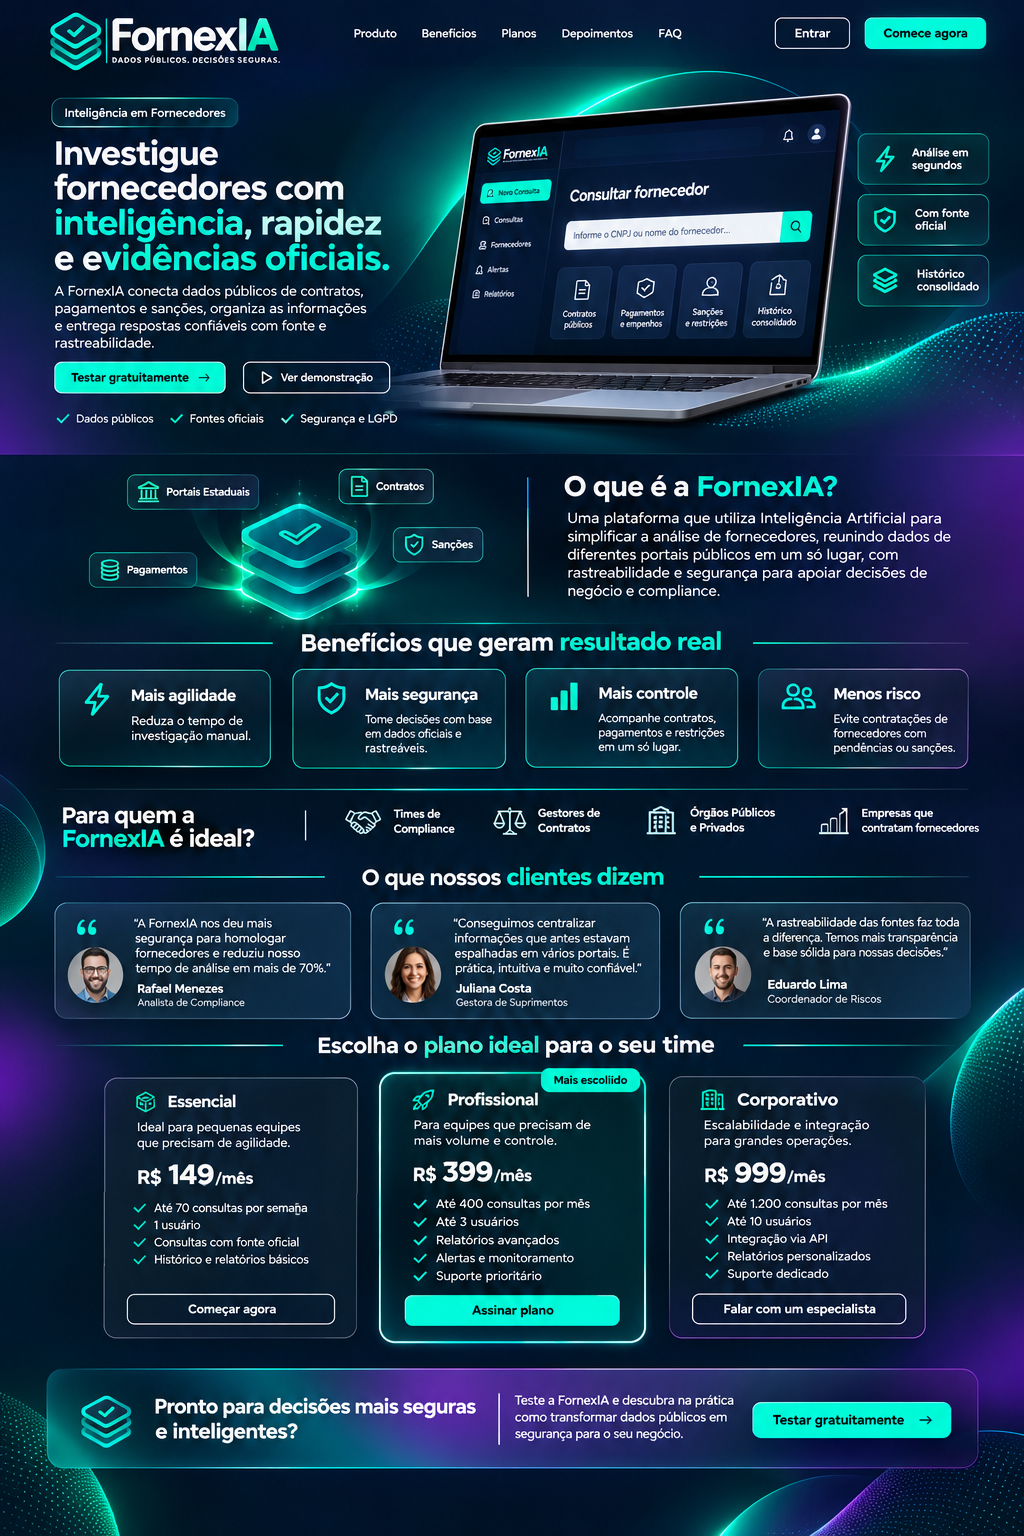 FornexIA
DADOS PÚBLICOS. DECISÕES SEGURAS.
Produto
Benefícios
Planos
Depoimentos
FAQ
Entrar
Comece agora
Inteligência em Fornecedores
Investigue
fornecedores com
inteligência, rapidez
e evidências oficiais.
A FornexIA conecta dados públicos de contratos,
pagamentos e sanções, organiza as informações
e entrega respostas confiáveis com fonte e
rastreabilidade.
Testar gratuitamente →
Ver demonstração
Dados públicos
Fontes oficiais
Segurança e LGPD
FornexIA
Nova Consulta
Consultas
Fornecedores
Alertas
Relatórios
Consultar fornecedor
Informe o CNPJ ou nome do fornecedor...
Contratos
públicos
Pagamentos
e empenhos
Sanções
e restrições
Histórico
consolidado
Análise em
segundos
Com fonte
oficial
Histórico
consolidado
Portais Estaduais
Contratos
Sanções
Pagamentos
O que é a FornexIA?
Uma plataforma que utiliza Inteligência Artificial para
simplificar a análise de fornecedores, reunindo dados de
diferentes portais públicos em um só lugar, com
rastreabilidade e segurança para apoiar decisões de
negócio e compliance.
Benefícios que geram resultado real
Mais agilidade
Reduza o tempo de
investigação manual.
Mais segurança
Tome decisões com base
em dados oficiais e
rastreáveis.
Mais controle
Acompanhe contratos,
pagamentos e restrições
em um só lugar.
Menos risco
Evite contratações de
fornecedores com
pendências ou sanções.
Para quem a
FornexIA é ideal?
Times de
Compliance
Gestores de
Contratos
Órgãos Públicos
e Privados
Empresas que
contratam fornecedores
O que nossos clientes dizem
“A FornexIA nos deu mais
segurança para homologar
fornecedores e reduziu nosso
tempo de análise em mais de 70%.”
Rafael Menezes
Analista de Compliance
“Conseguimos centralizar
informações que antes estavam
espalhadas em vários portais. É
prática, intuitiva e muito confiável.”
Juliana Costa
Gestora de Suprimentos
“A rastreabilidade das fontes faz toda
a diferença. Temos mais transparência
e base sólida para nossas decisões.”
Eduardo Lima
Coordenador de Riscos
Escolha o plano ideal para o seu time
Essencial
Ideal para pequenas equipes
que precisam de agilidade.
R$ 149/mês
Até 70 consultas por semana
1 usuário
Consultas com fonte oficial
Histórico e relatórios básicos
Começar agora
Mais escoliido
Profissional
Para equipes que precisam de
mais volume e controle.
R$ 399/mês
Até 400 consultas por mês
Até 3 usuários
Relatórios avançados
Alertas e monitoramento
Suporte prioritário
Assinar plano
Corporativo
Escalabilidade e integração
para grandes operações.
R$ 999/mês
Até 1.200 consultas por mês
Até 10 usuários
Integração via API
Relatórios personalizados
Suporte dedicado
Falar com um especialista
Pronto para decisões mais seguras
e inteligentes?
Teste a FornexIA e descubra na prática
como transformar dados públicos em
segurança para o seu negócio.
Testar gratuitamente →